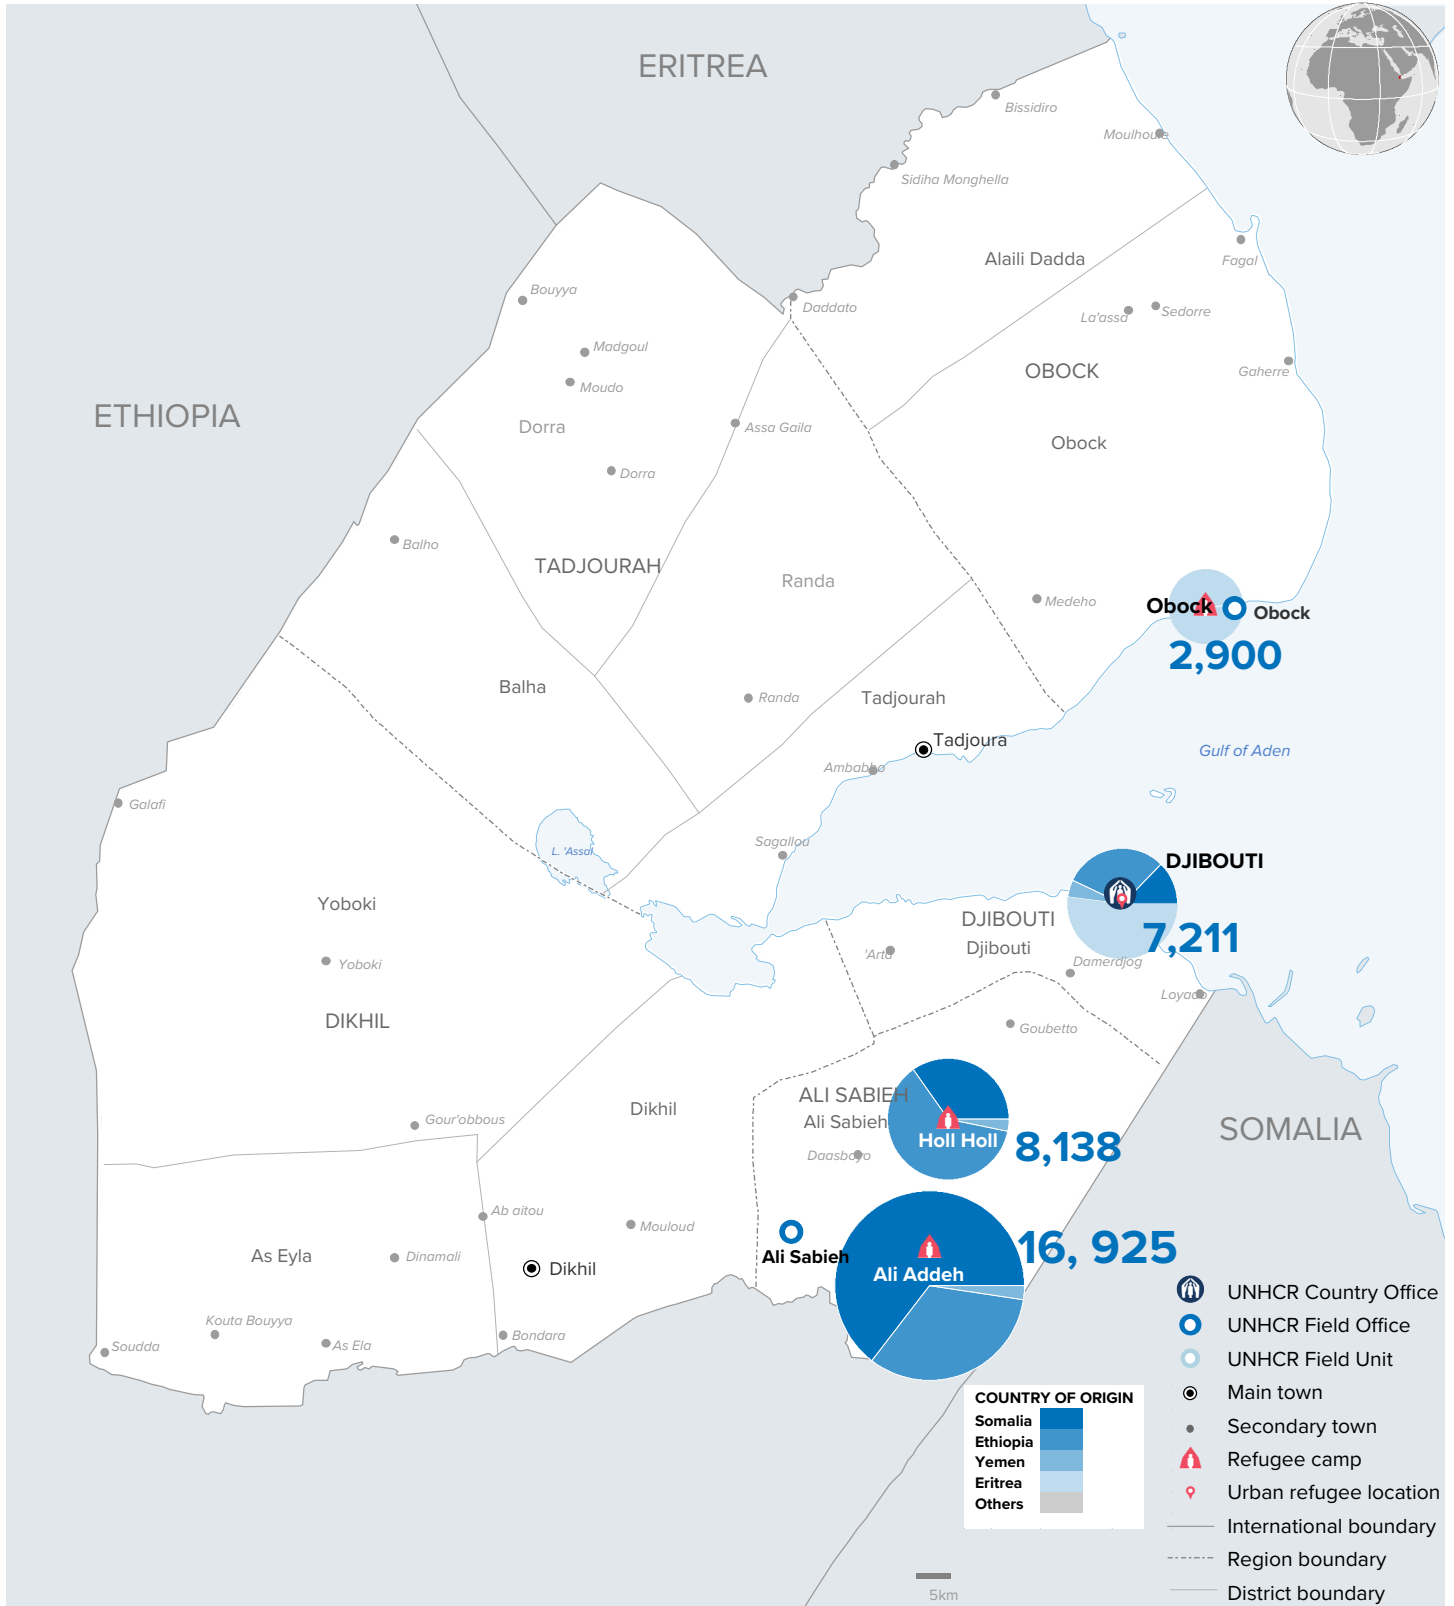 ERITREA
Bissidiro
Moulhoule
Sidiha Monghella
Alaili Dadda
Fagal
Bouyya
Daddato
La'assa
Sedorre
Madgoul
Moudo
OBOCK
Gaherre
ETHIOPIA
Dorra
Assa Gaila
Obock
Dorra
Balho
TADJOURAH
Randa
Medeho
Obock
Obock
2,900
Balha
Randa
Tadjourah
Tadjoura
Gulf of Aden
Ambabho
Galafi
Sagallou
L. 'Assal
DJIBOUTI
Yoboki
DJIBOUTI
7,211
Djibouti
'Arta
Damerdjog
Yoboki
Loyado
DIKHIL
Goubetto
ALI SABIEH
Dikhil
Gour'obbous
Ali Sabieh
SOMALIA
Holl Holl
8,138
Daasbayo
Ab aitou
Mouloud
As Eyla
Dinamali
Ali Sabieh
16, 925
Dikhil
Ali Addeh
Kouta Bouyya
Soudda
As Ela
Bondara
COUNTRY OF ORIGIN
Somalia
Ethiopia
Yemen
Eritrea
Others
UNHCR Country Office
UNHCR Field Office
UNHCR Field Unit
Main town
Secondary town
Refugee camp
Urban refugee location
International boundary
Region boundary
District boundary
5km